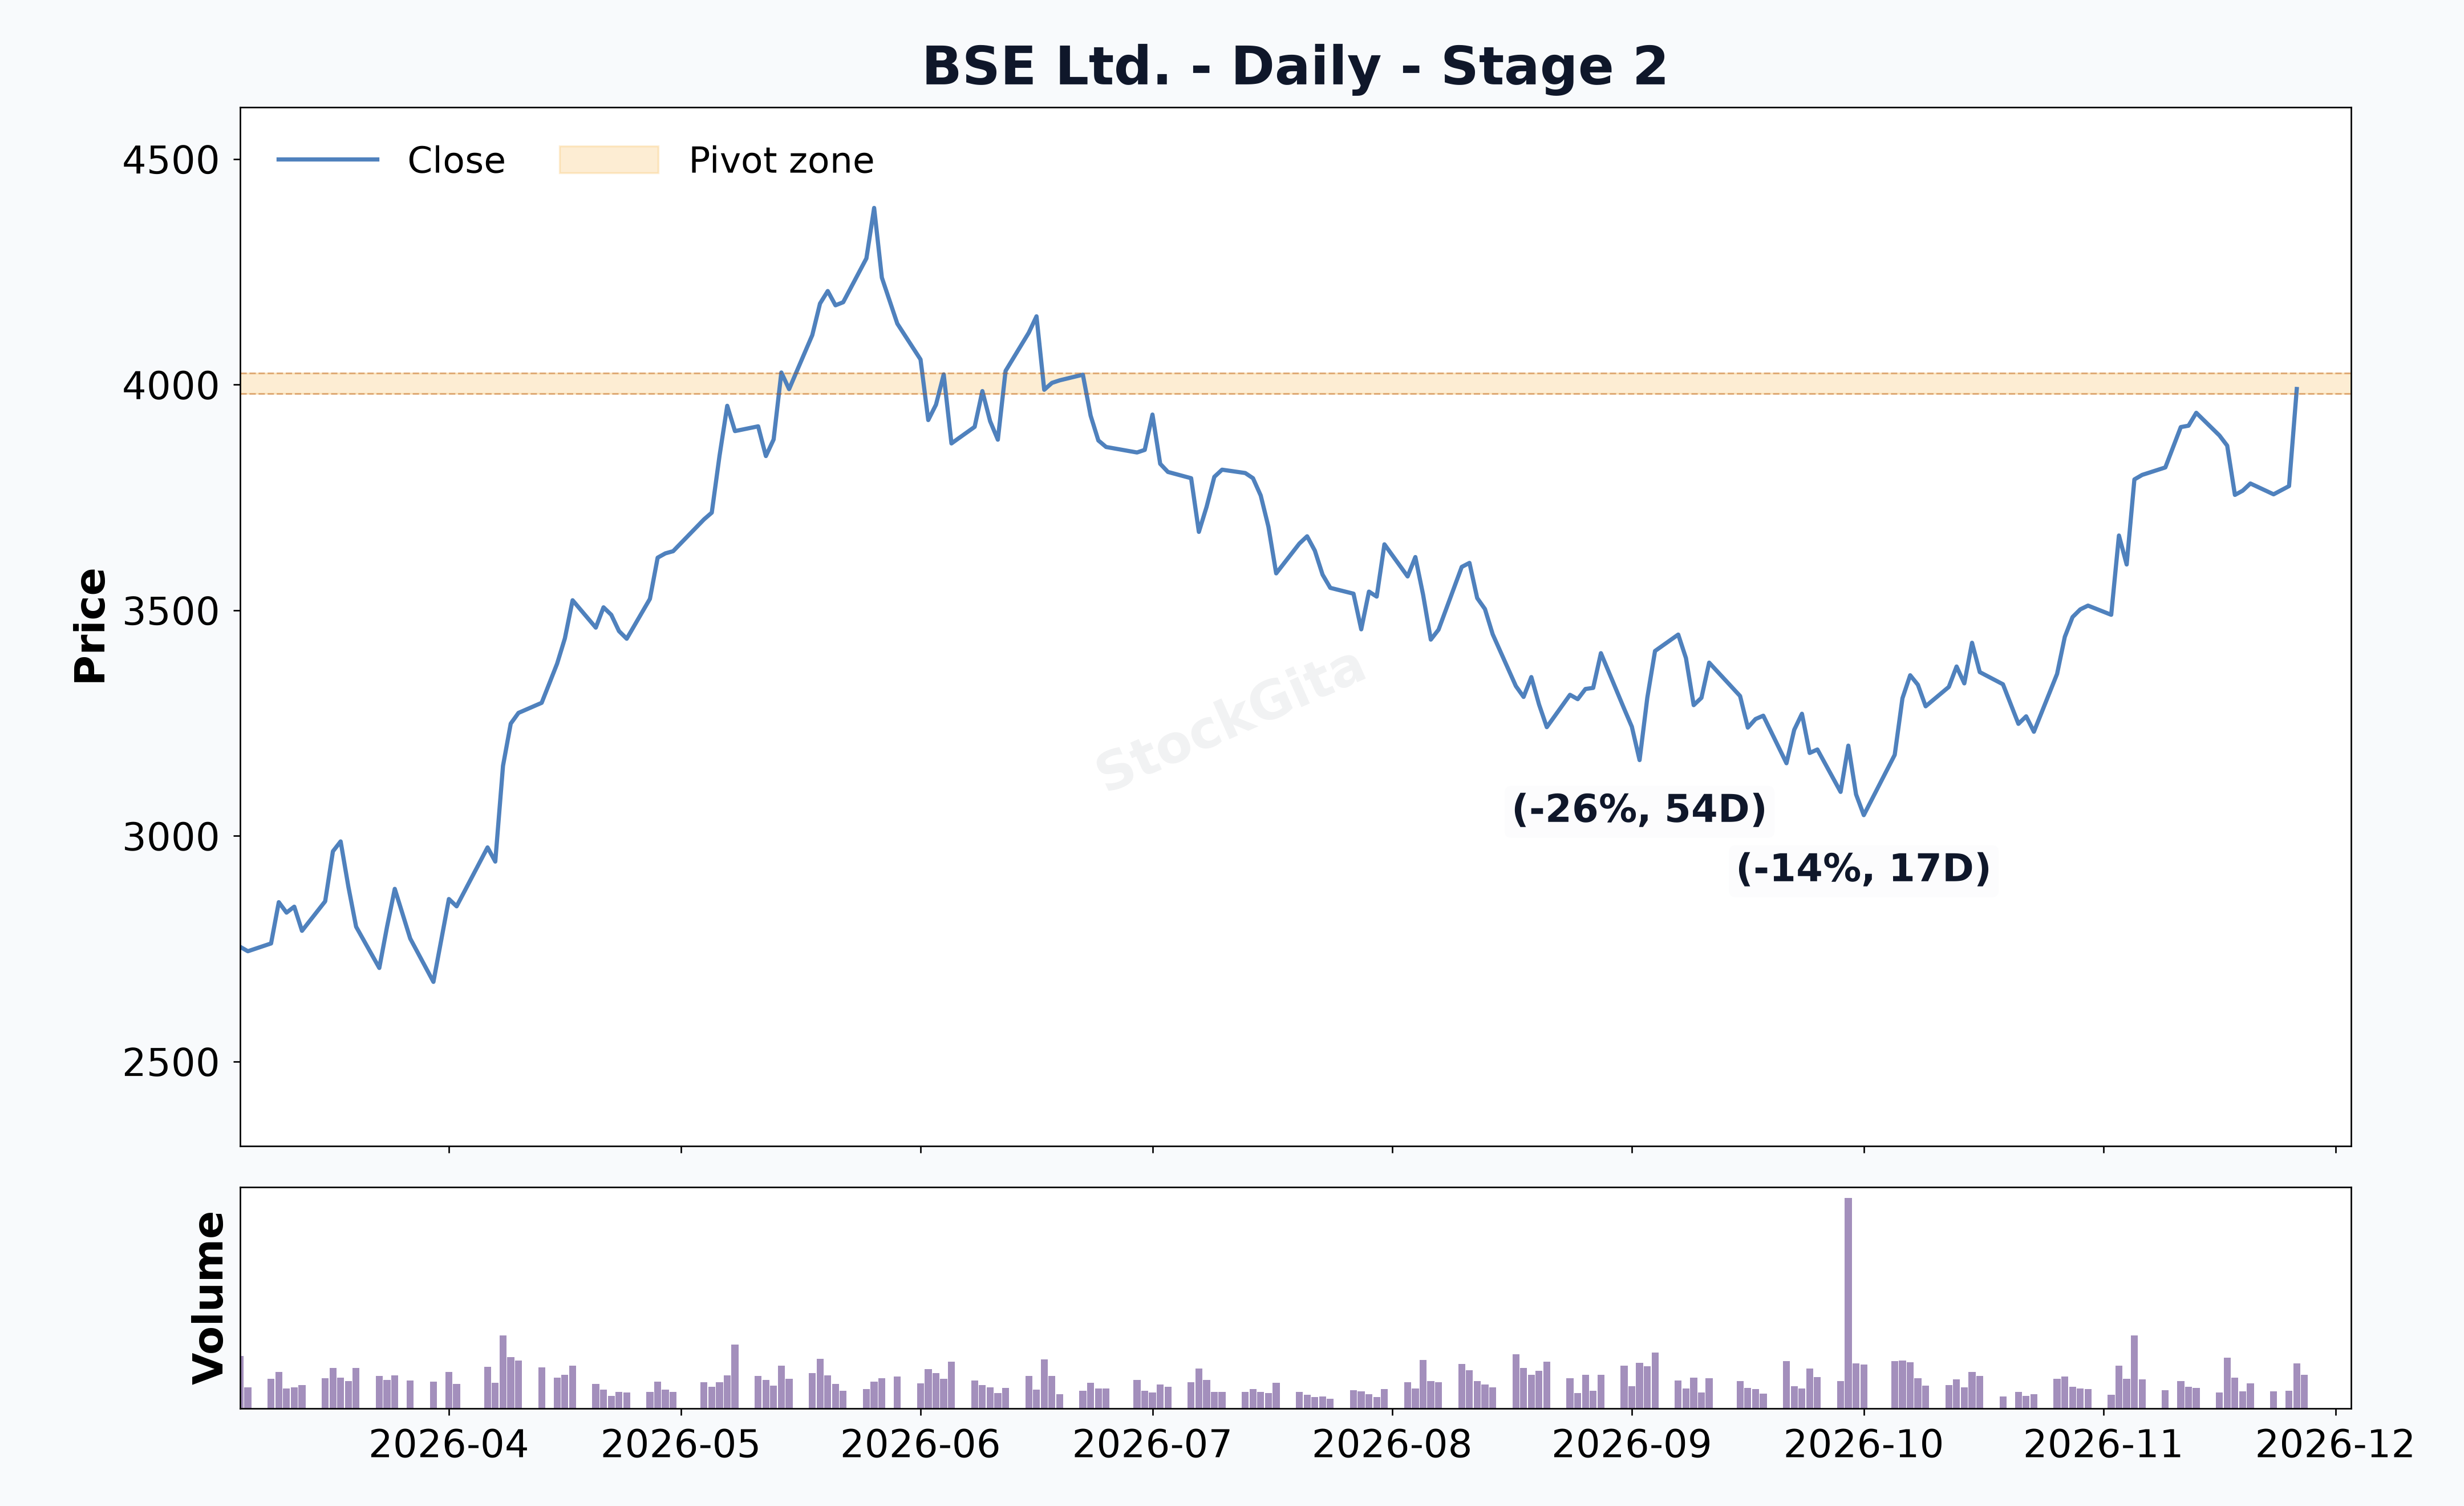 BSE Ltd. - Daily - Stage 2
Close
Pivot zone
4500
4000
3500
3000
2500
Price
StockGita
(-26%, 54D)
(-14%, 17D)
Volume
2026-04
2026-05
2026-06
2026-07
2026-08
2026-09
2026-10
2026-11
2026-12